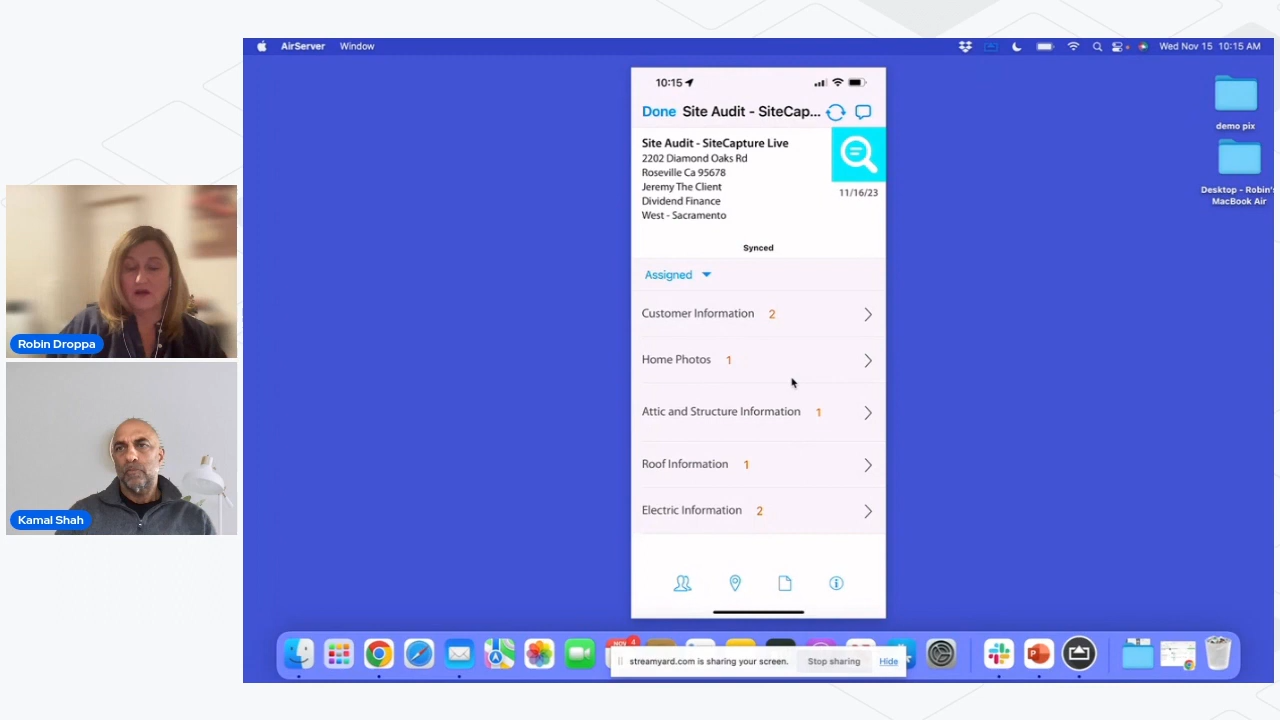 AirServer Window
Wed Nov 15 10:15 AM
10:15
Done Site Audit - SiteCap...
Site Audit - SiteCapture Live
2202 Diamond Oaks Rd
Roseville Ca 95678
Jeremy The Client
Dividend Finance
West - Sacramento
11/16/23
Synced
Assigned
Customer Information 2
Home Photos 1
Attic and Structure Information 1
Roof Information 1
Electric Information 2
demo pix
Desktop - Robin's
MacBook Air
Robin Droppa
Kamal Shah
NOV 4
streamyard.com is sharing your screen. Stop sharing Hide